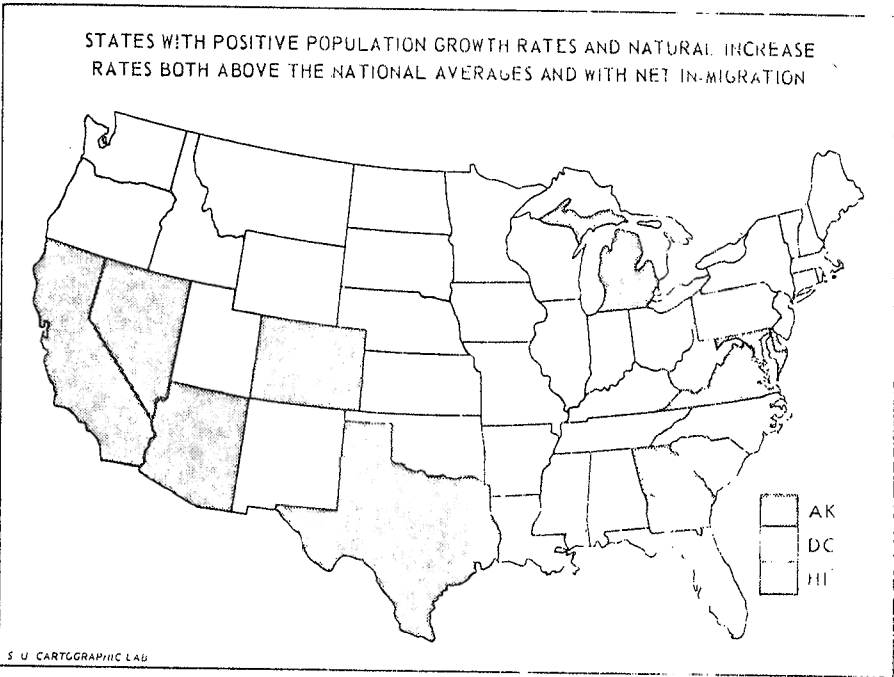 STATES WITH POSITIVE POPULATION GROWTH RATES AND NATURAL INCREASE
RATES BOTH ABOVE THE NATIONAL AVERAGES AND WITH NET IN-MIGRATION
AK
DC
HI
S U CARTOGRAPHIC LAB